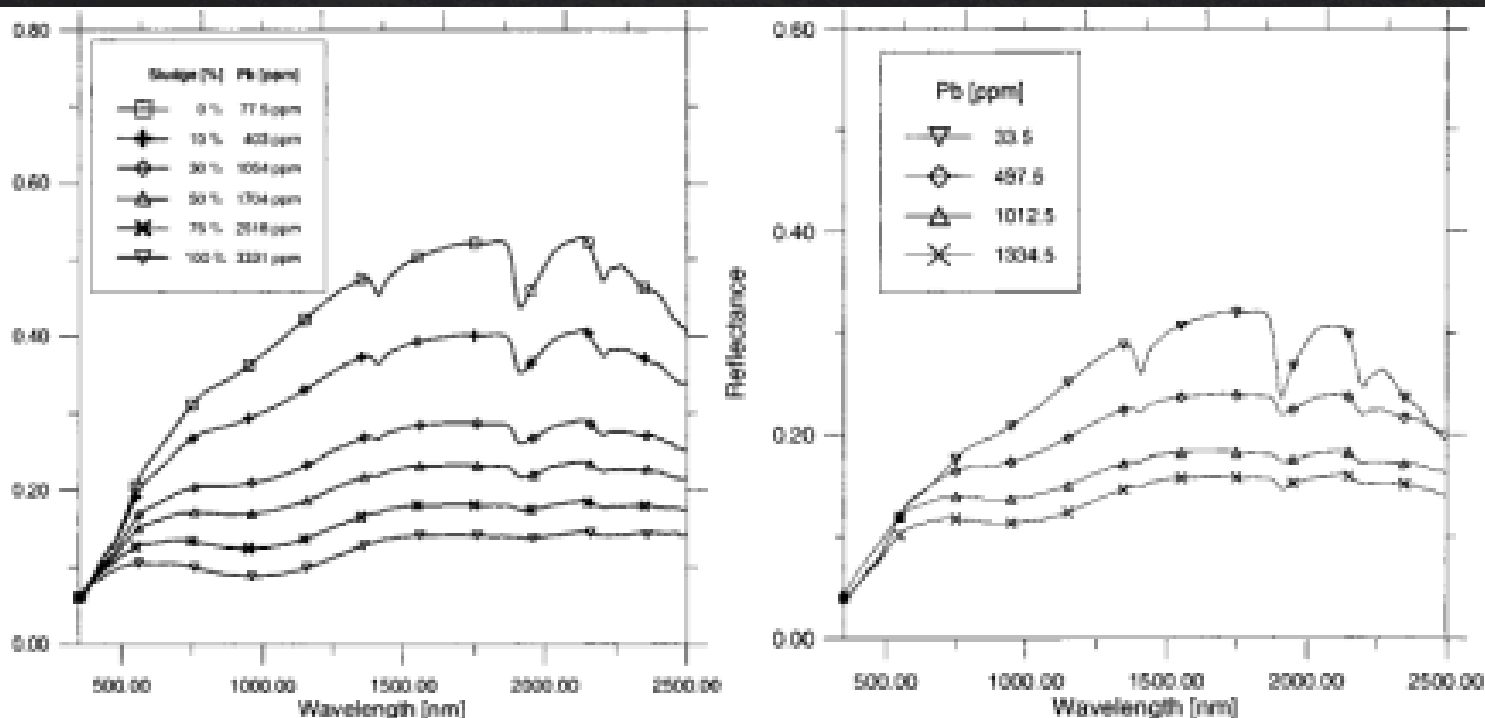 0.80
0.60
0.40
0.20
0.00
Sludge [%] Pb [ppm]
0 % 77.5 ppm
10 % 403 ppm
30 % 1054 ppm
50 % 1704 ppm
75 % 2518 ppm
100 % 3331 ppm
500.00 1000.00 1500.00 2000.00 2500.00
Wavelength [nm]
Reflectance
0.60
0.40
0.20
0.00
Pb [ppm]
33.5
497.5
1012.5
1334.5
500.00 1000.00 1500.00 2000.00 2500.00
Wavelength [nm]